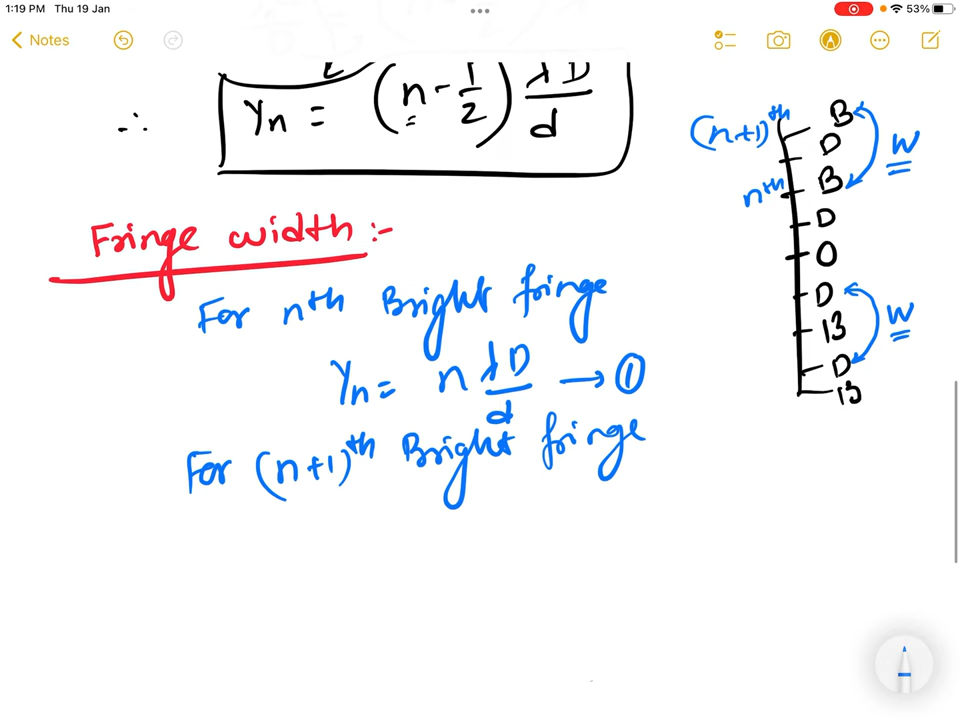 1:19 PM Thu 19 Jan
53%
Notes
∴ Yn = (n - 1/2) λD/d
Fringe width :-
For nth Bright fringe
Yn = n λD/d → ①
For (n+1)th Bright fringe
(n+1)th B
D
W
nth B
D
O
D
B
W
D
B